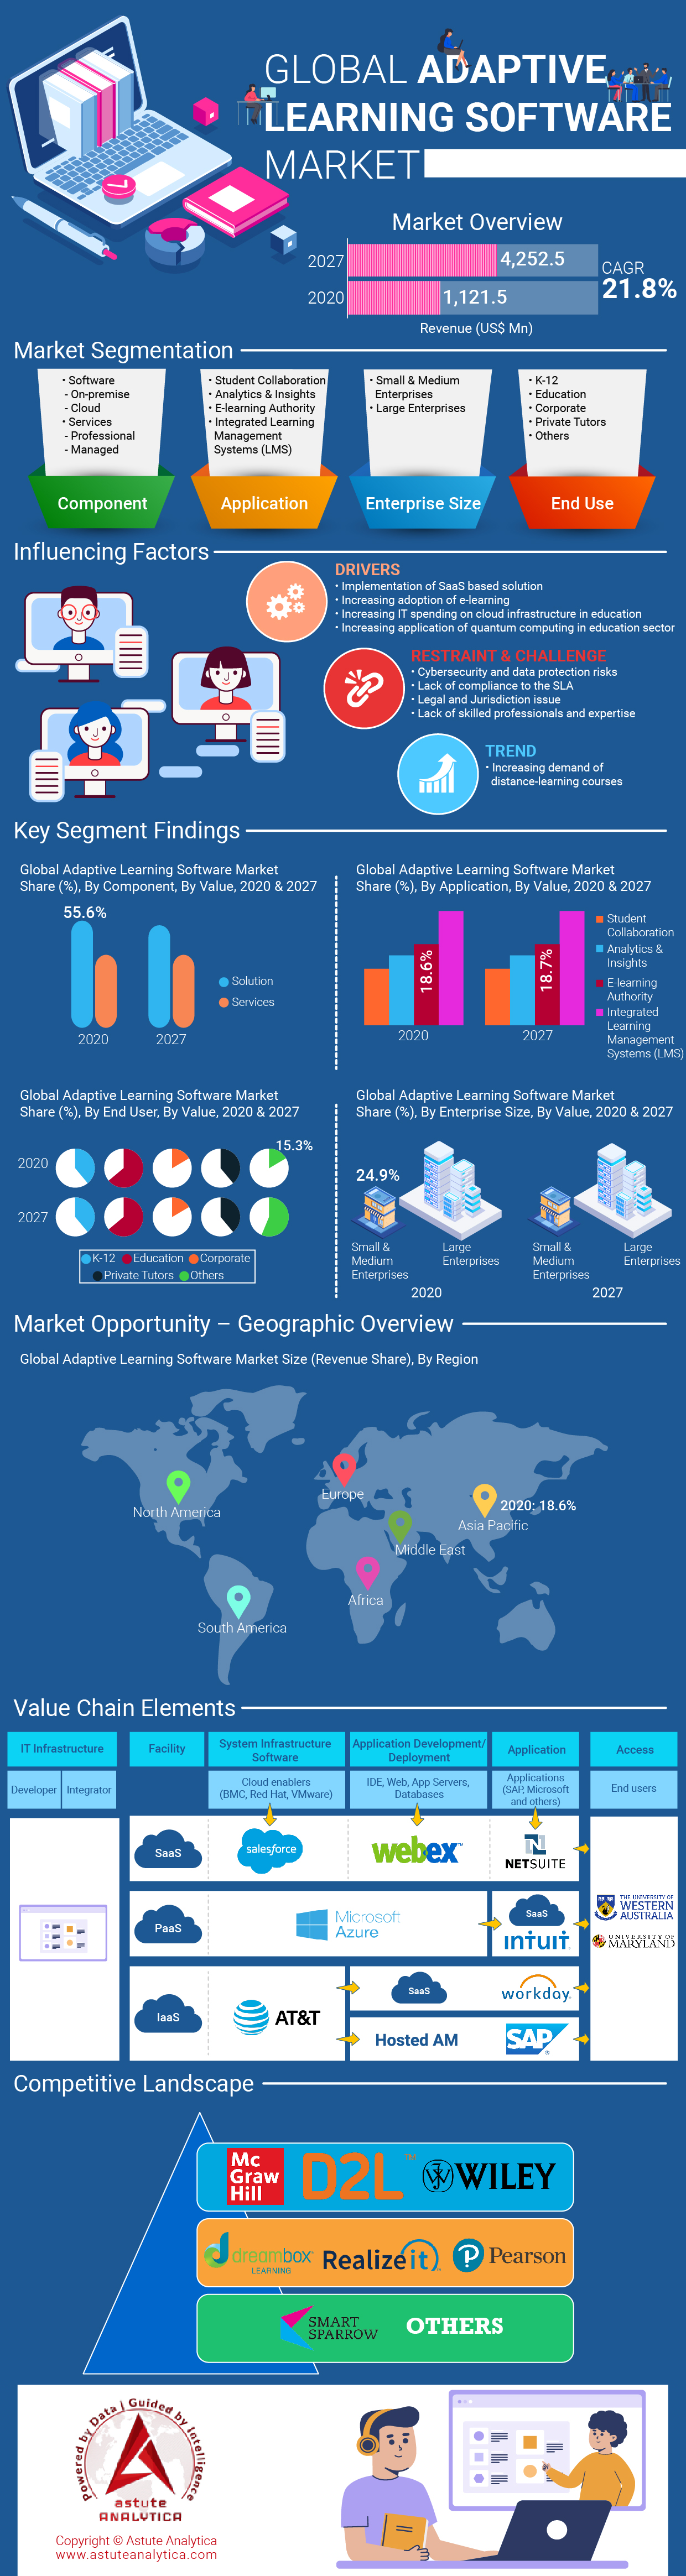 GLOBAL ADAPTIVE
LEARNING SOFTWARE
MARKET
Market Overview
2027
4,252.5
2020
1,121.5
CAGR
21.8%
Revenue (US$ Mn)
Market Segmentation
• Software
- On-premise
- Cloud
• Services
- Professional
- Managed
Component
• Student Collaboration
• Analytics & Insights
• E-learning Authority
• Integrated Learning
Management
Systems (LMS)
Application
• Small & Medium
Enterprises
• Large Enterprises
Enterprise Size
• K-12
• Education
• Corporate
• Private Tutors
• Others
End Use
Influencing Factors
DRIVERS
• Implementation of SaaS based solution
• Increasing adoption of e-learning
• Increasing IT spending on cloud infrastructure in education
• Increasing application of quantum computing in education sector
RESTRAINT & CHALLENGE
• Cybersecurity and data protection risks
• Lack of compliance to the SLA
• Legal and Jurisdiction issue
• Lack of skilled professionals and expertise
TREND
• Increasing demand of
distance-learning courses
Key Segment Findings
Global Adaptive Learning Software Market
Share (%), By Component, By Value, 2020 & 2027
55.6%
2020
2027
Solution
Services
Global Adaptive Learning Software Market
Share (%), By Application, By Value, 2020 & 2027
18.6%
18.7%
2020
2027
Student
Collaboration
Analytics &
Insights
E-learning
Authority
Integrated
Learning
Management
Systems (LMS)
Global Adaptive Learning Software Market
Share (%), By End User, By Value, 2020 & 2027
15.3%
2020
2027
K-12 Education Corporate
Private Tutors Others
Global Adaptive Learning Software Market
Share (%), By Enterprise Size, By Value, 2020 & 2027
24.9%
Small &
Medium
Enterprises
Large
Enterprises
2020
Small &
Medium
Enterprises
Large
Enterprises
2027
Market Opportunity – Geographic Overview
Global Adaptive Learning Software Market Size (Revenue Share), By Region
North America
Europe
2020: 18.6%
Asia Pacific
Middle East
Africa
South America
Value Chain Elements
IT Infrastructure
Developer
Integrator
Facility
System Infrastructure
Software
Cloud enablers
(BMC, Red Hat, VMware)
Application Development/
Deployment
IDE, Web, App Servers,
Databases
Application
Applications
(SAP, Microsoft
and others)
Access
End users
SaaS
salesforce
webex™
NETSUITE
PaaS
Microsoft
Azure
SaaS
intuit
IaaS
AT&T
SaaS
workday
Hosted AM
SAP
THE UNIVERSITY OF
WESTERN
AUSTRALIA
UNIVERSITY OF
MARYLAND
Competitive Landscape
Mc
Graw
Hill
D2L™
WILEY
dreambox
LEARNING
Realizeit
Pearson
SMART
SPARROW
OTHERS
Powered by Data | Guided by Intelligence
astute
ANALYTICA
Copyright © Astute Analytica
www.astuteanalytica.com